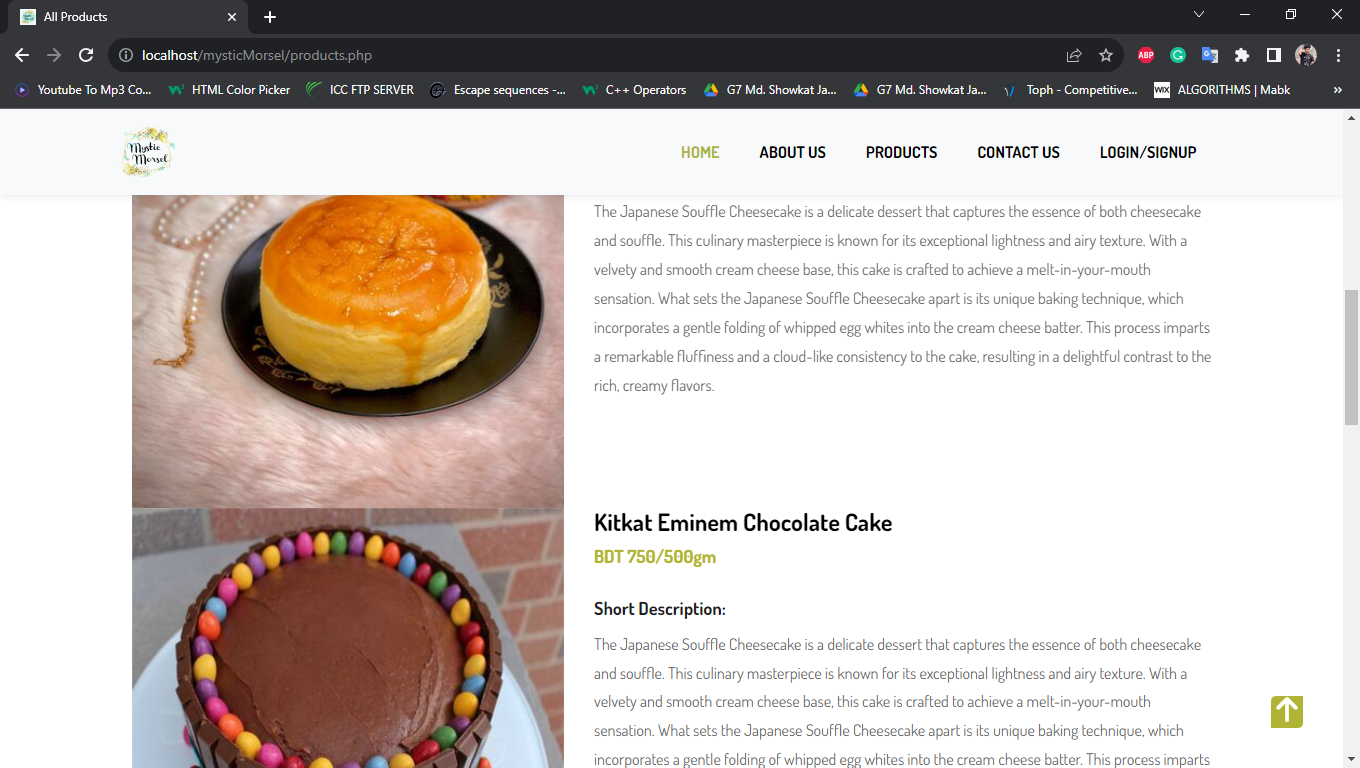 All Products
localhost/mysticMorsel/products.php
ABP
Youtube To Mp3 Co...
HTML Color Picker
ICC FTP SERVER
Escape sequences -...
C++ Operators
G7 Md. Showkat Ja...
G7 Md. Showkat Ja...
Toph - Competitive...
WIX
ALGORITHMS | Mabk
»
Mystic
Morsel
HOME
ABOUT US
PRODUCTS
CONTACT US
LOGIN/SIGNUP
The Japanese Souffle Cheesecake is a delicate dessert that captures the essence of both cheesecake
and souffle. This culinary masterpiece is known for its exceptional lightness and airy texture. With a
velvety and smooth cream cheese base, this cake is crafted to achieve a melt-in-your-mouth
sensation. What sets the Japanese Souffle Cheesecake apart is its unique baking technique, which
incorporates a gentle folding of whipped egg whites into the cream cheese batter. This process imparts
a remarkable fluffiness and a cloud-like consistency to the cake, resulting in a delightful contrast to the
rich, creamy flavors.
Kitkat Eminem Chocolate Cake
BDT 750/500gm
Short Description:
The Japanese Souffle Cheesecake is a delicate dessert that captures the essence of both cheesecake
and souffle. This culinary masterpiece is known for its exceptional lightness and airy texture. With a
velvety and smooth cream cheese base, this cake is crafted to achieve a melt-in-your-mouth
sensation. What sets the Japanese Souffle Cheesecake apart is its unique baking technique, which
incorporates a gentle folding of whipped egg whites into the cream cheese batter. This process imparts